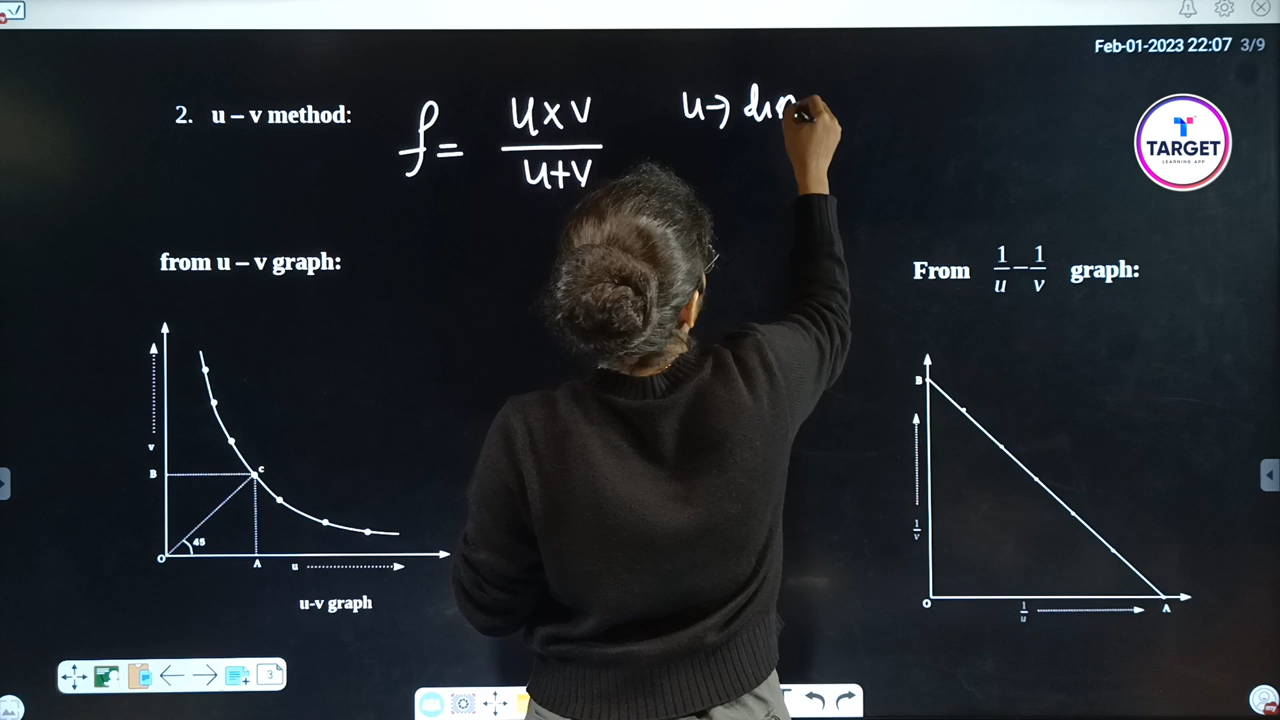 Feb-01-2023 22:07 3/9
2. u – v method:
f = u×v / u+v
u→
TARGET
LEARNING APP
from u – v graph:
From 1/u – 1/v graph:
v
B
C
45
O
A
u
u-v graph
B
1/v
O
1/u
A
3